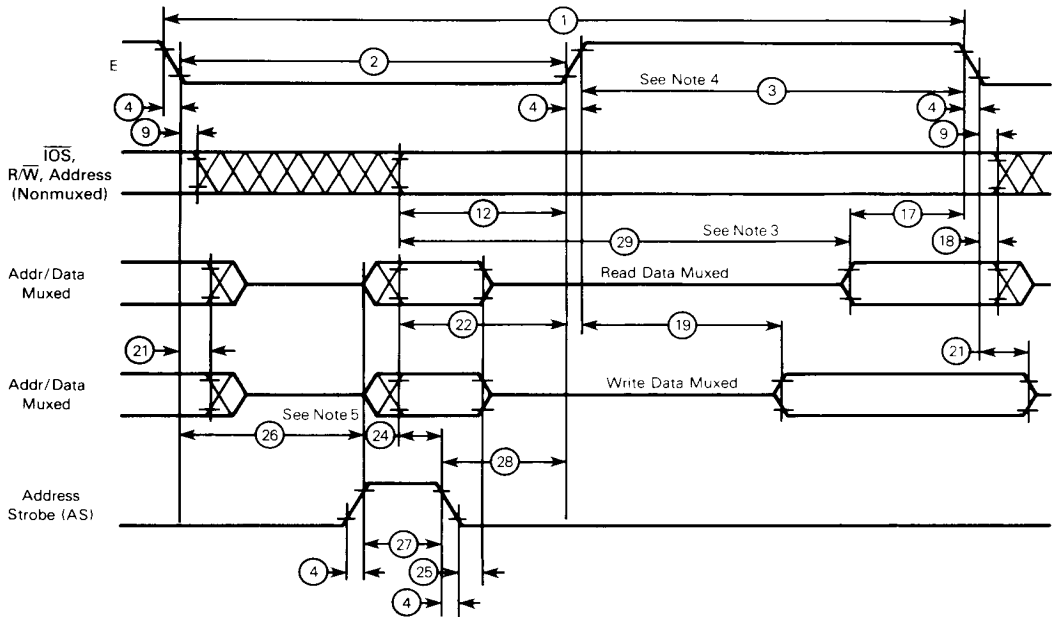 1
E
2
See Note 4
3
4
4
4
9
9
IOS,
R/W, Address
(Nonmuxed)
12
17
29
See Note 3
18
Addr/Data
Muxed
Read Data Muxed
22
19
21
21
Addr/Data
Muxed
Write Data Muxed
See Note 5
26
24
28
Address
Strobe (AS)
27
4
25
4